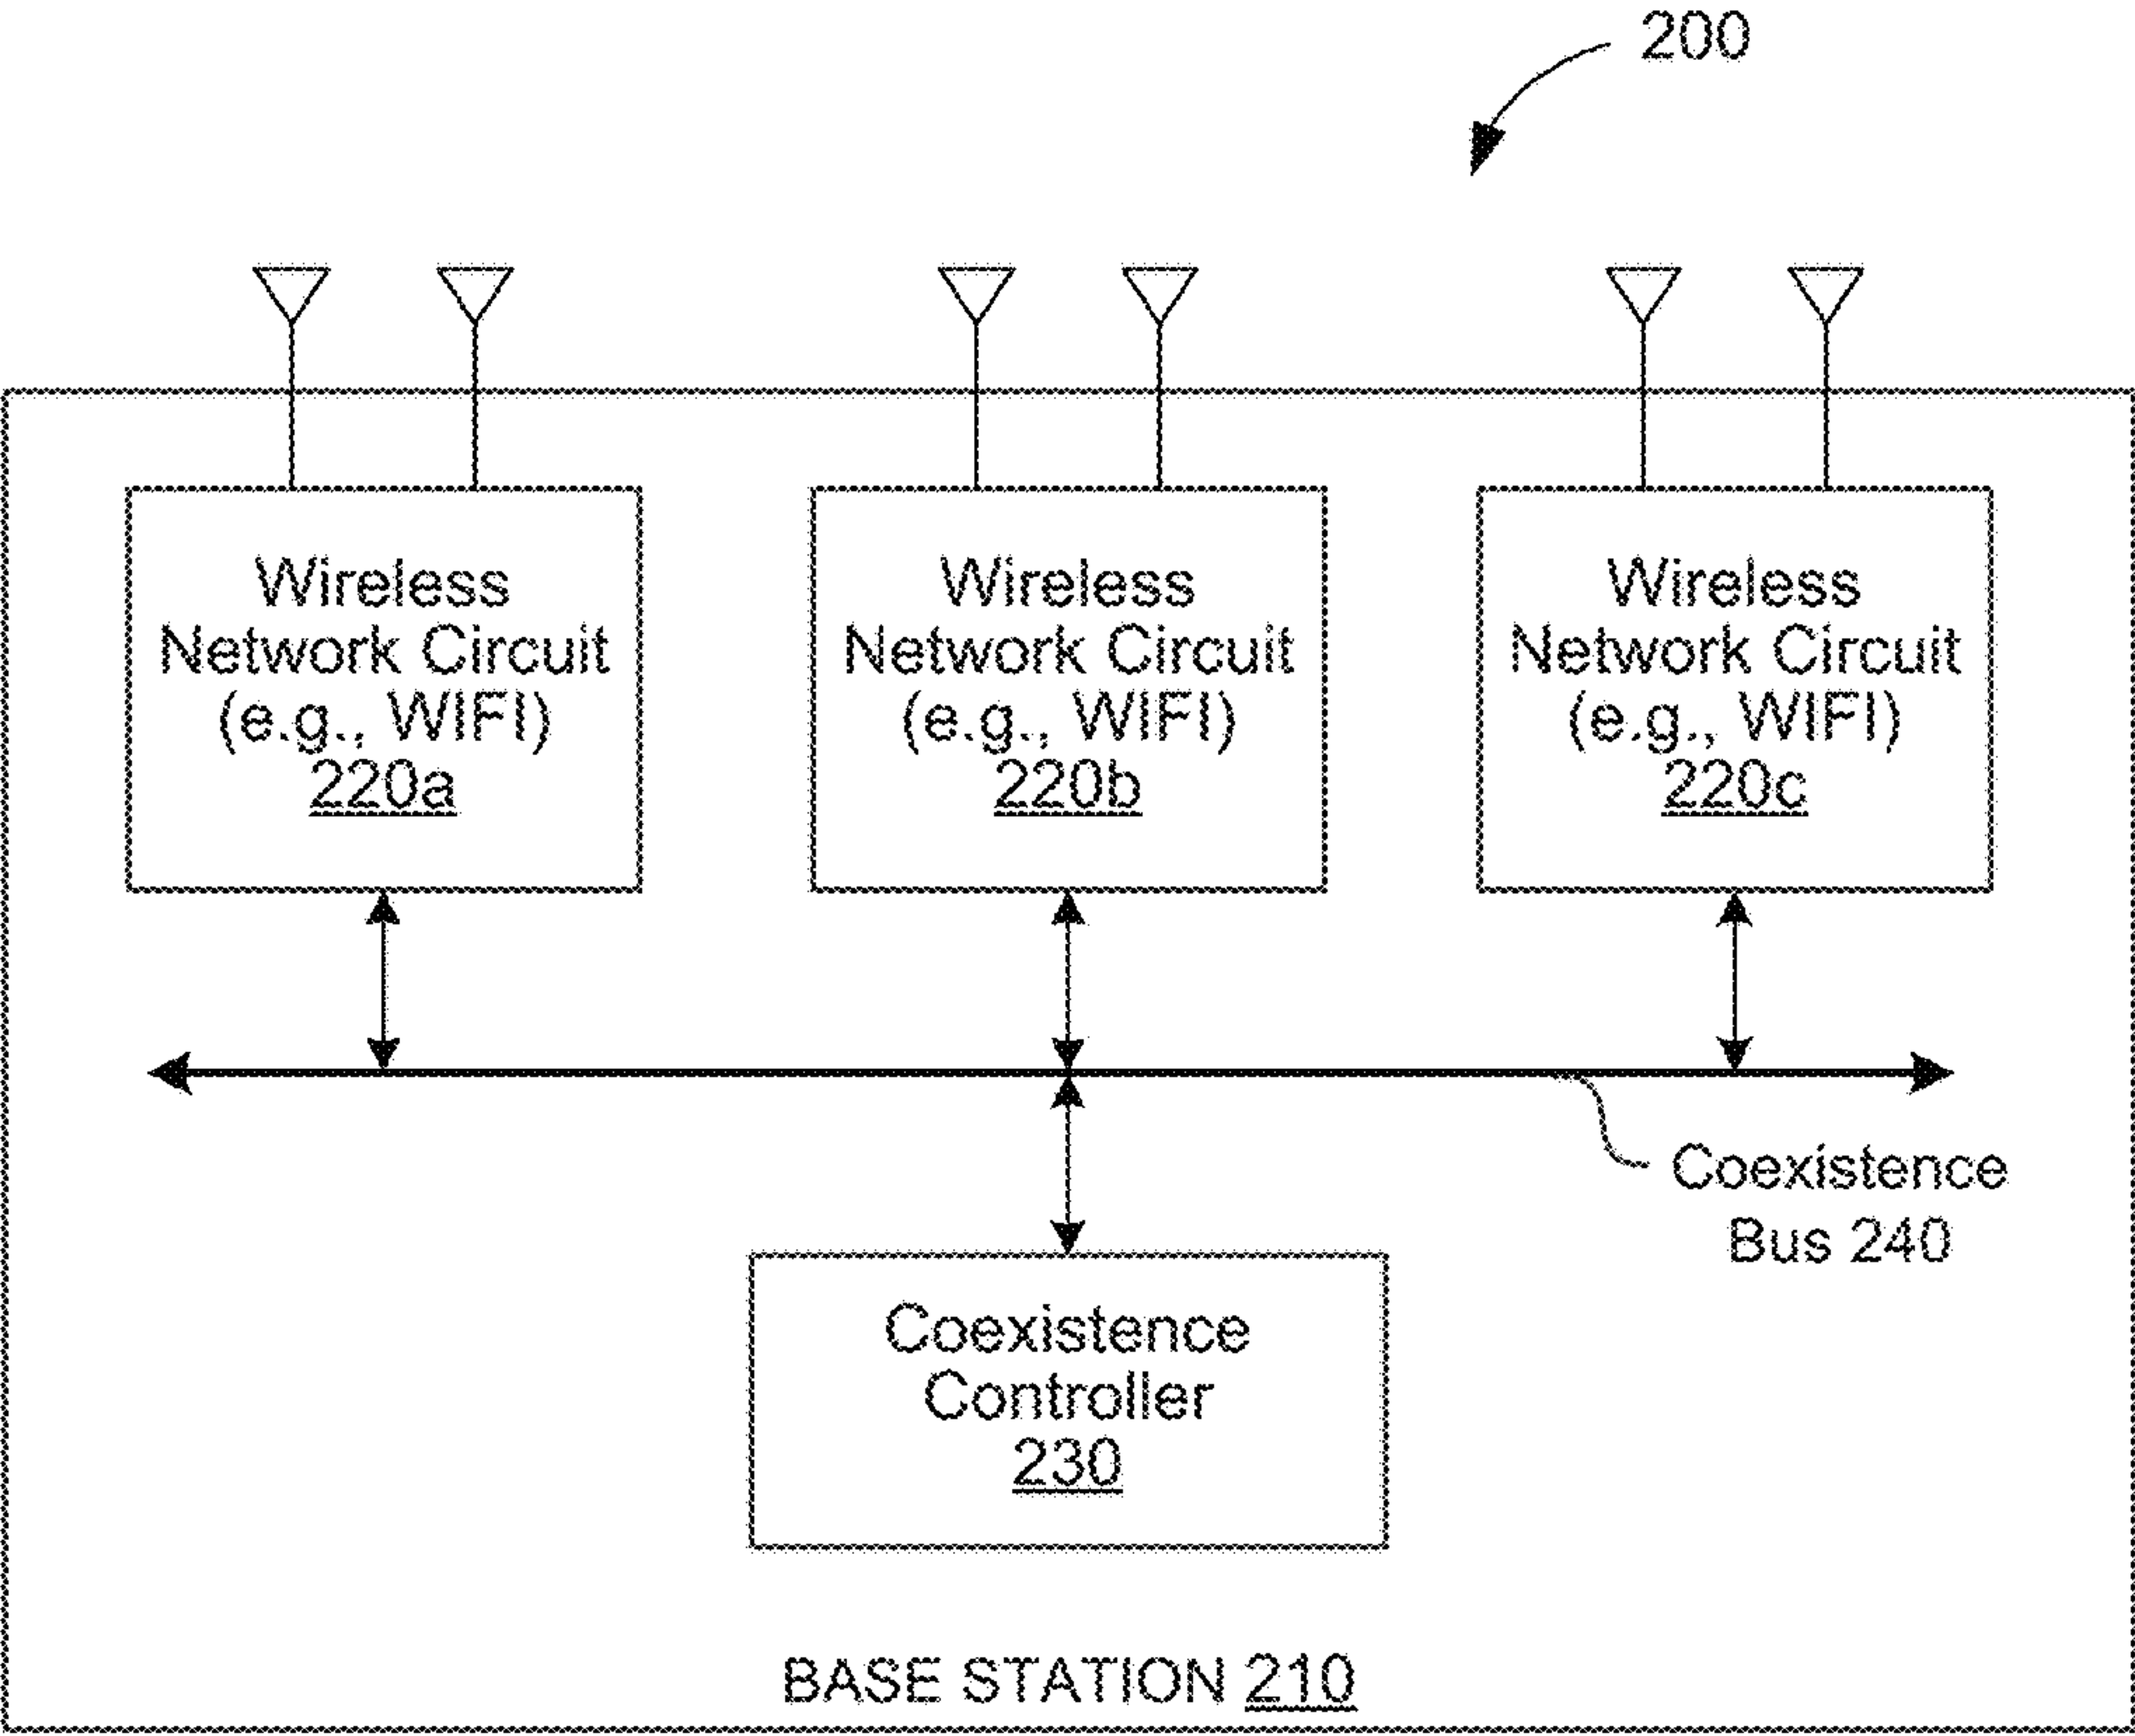 200
Wireless
Network Circuit
(e.g., WIFI)
220a
Wireless
Network Circuit
(e.g., WIFI)
220b
Wireless
Network Circuit
(e.g., WIFI)
220c
Coexistence
Bus 240
Coexistence
Controller
230
BASE STATION 210